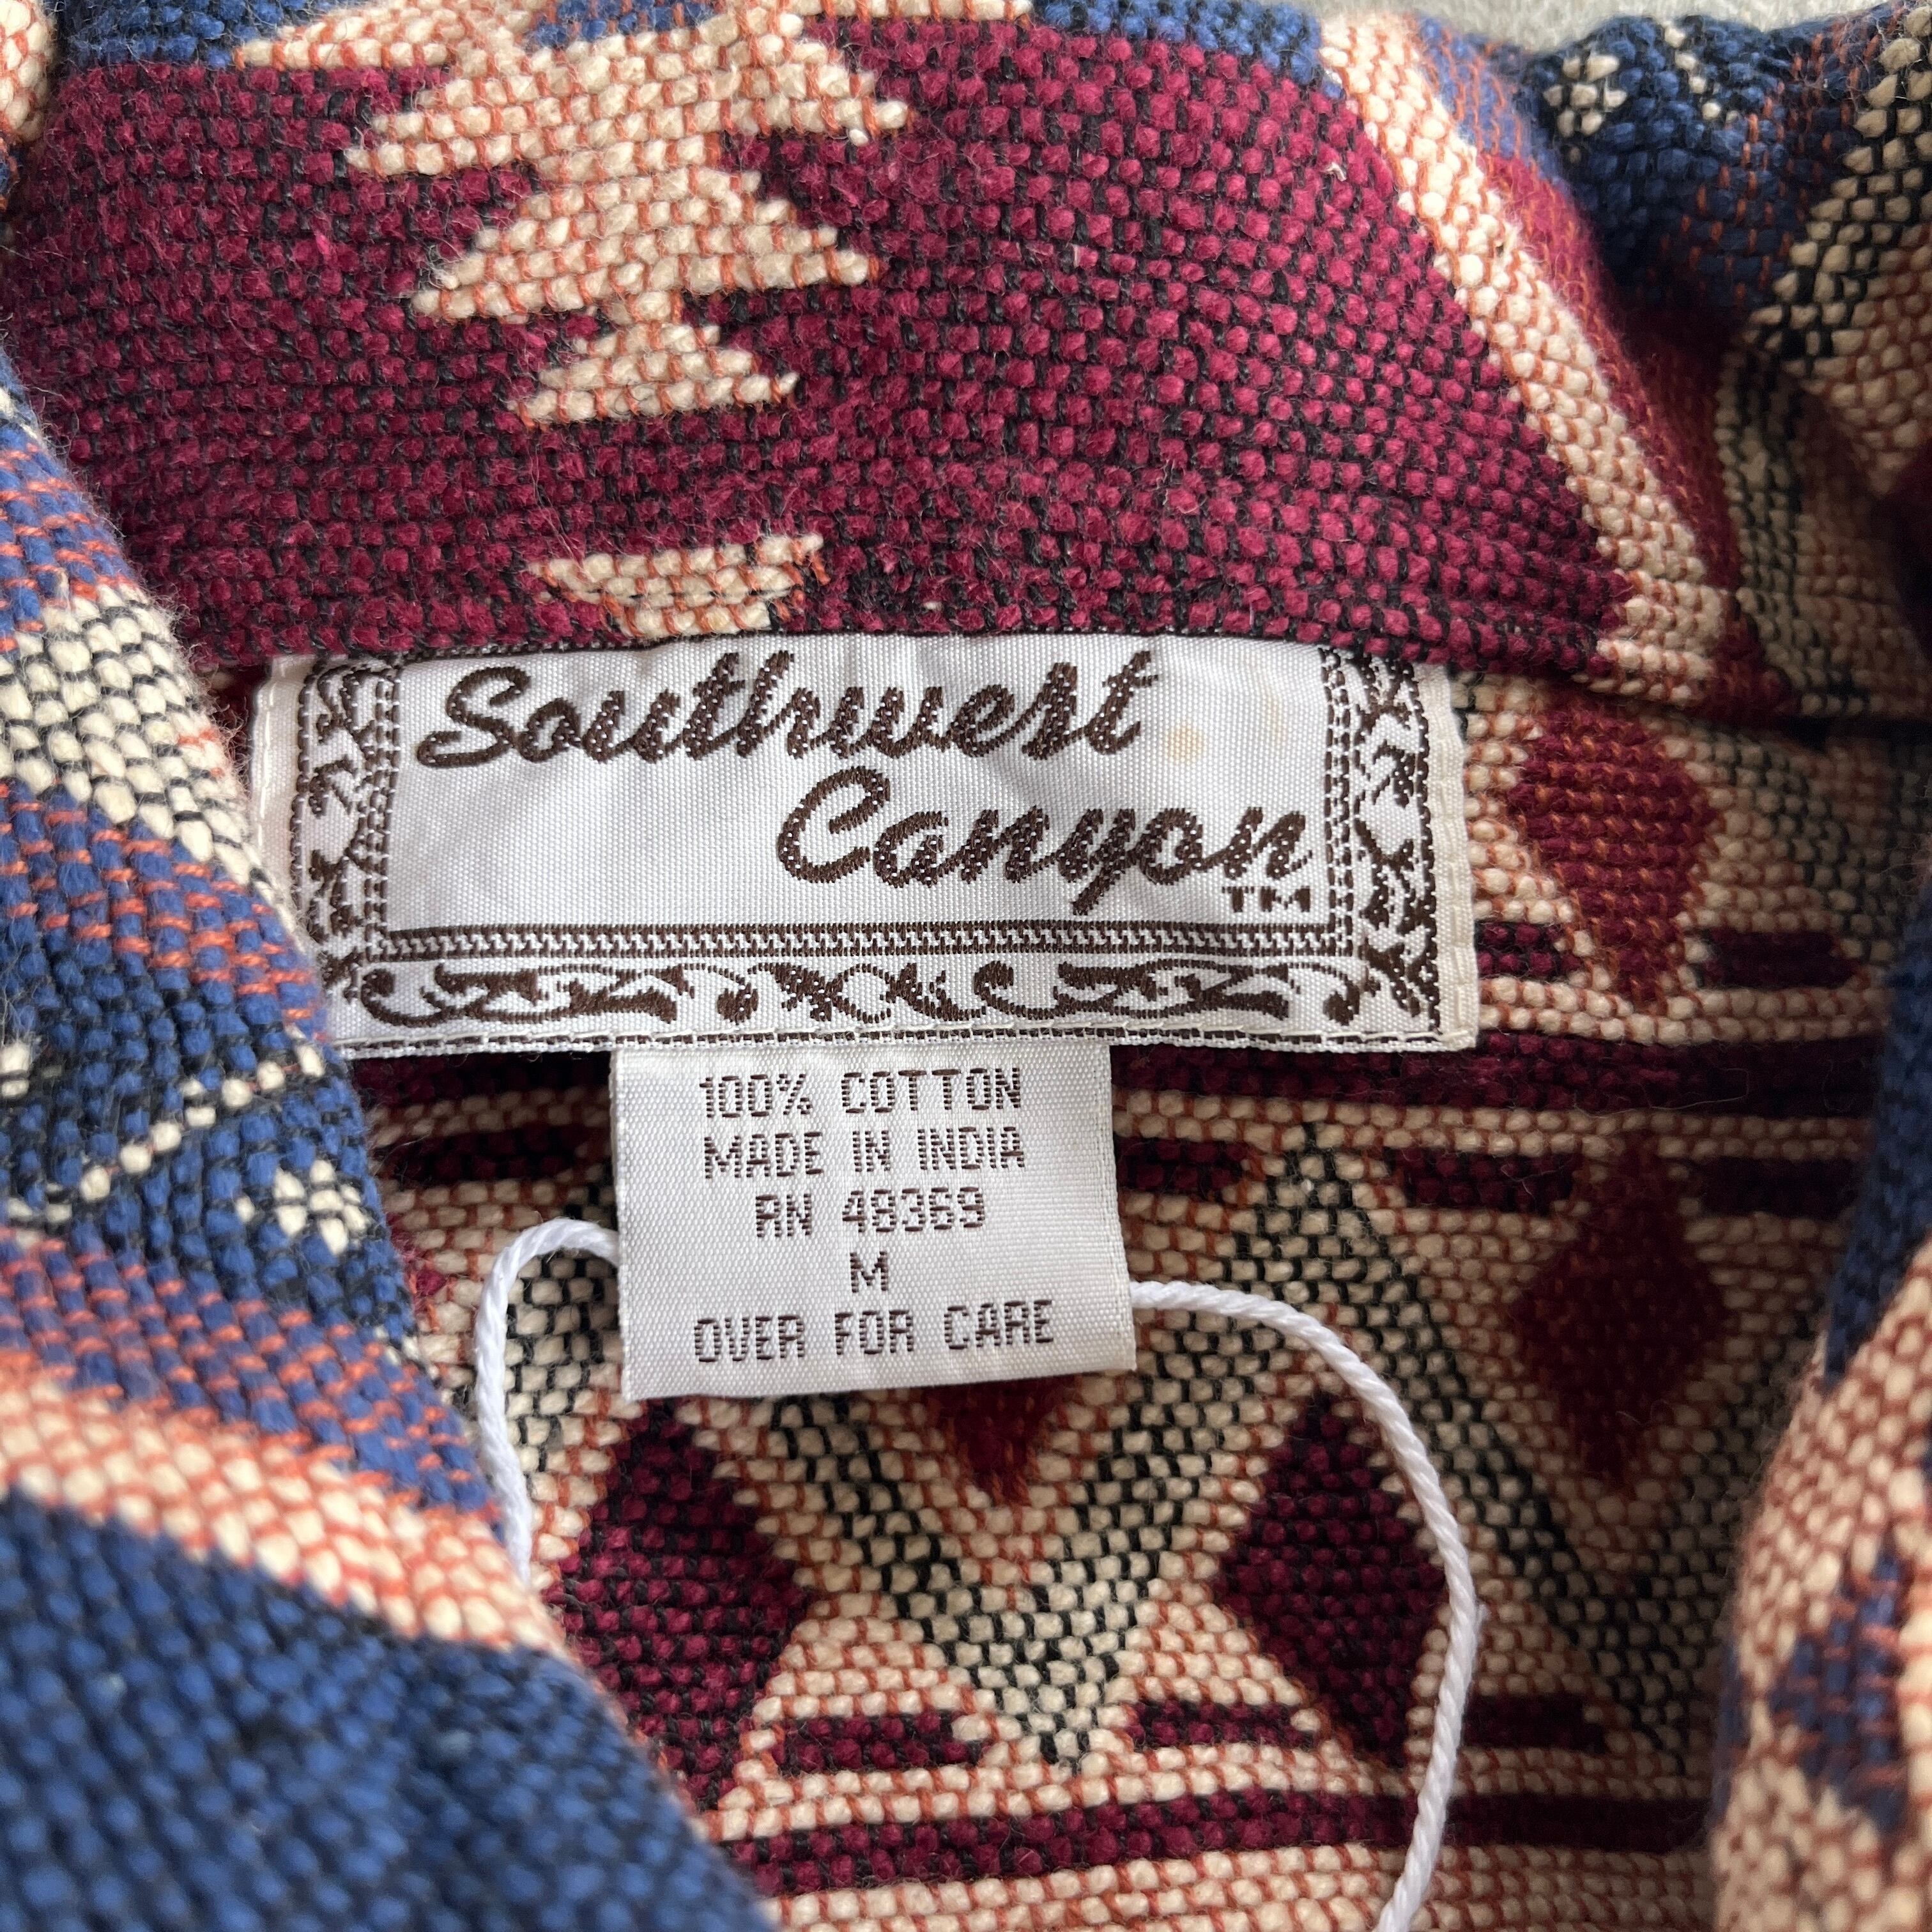 Southwest
Canyon
TM
100% COTTON
MADE IN INDIA
RN 48369
M
OVER FOR CARE